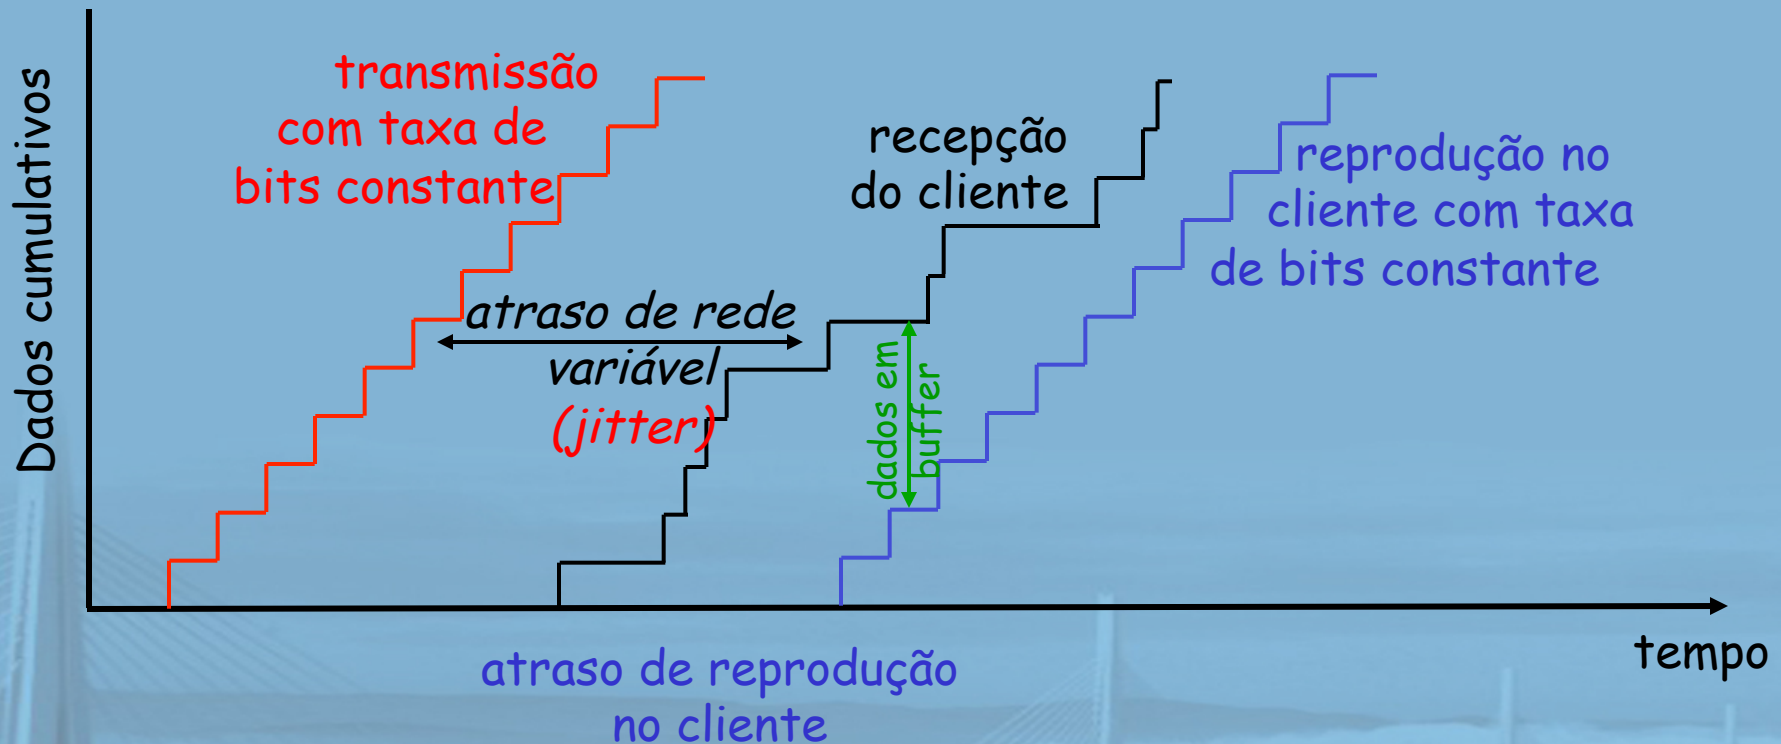 Dados cumulativos
transmissão
com taxa de
bits constante
atraso de rede
variável
(jitter)
recepção
do cliente
dados em
buffer
reprodução no
cliente com taxa
de bits constante
atraso de reprodução
no cliente
tempo